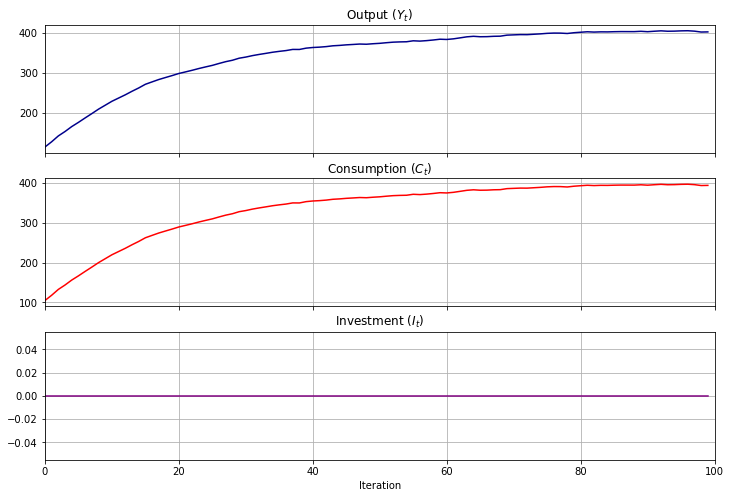 Output (Y_t)
400
300
200
Consumption (C_t)
400
300
200
100
Investment (I_t)
0.04
0.02
0.00
−0.02
−0.04
0 20 40 60 80 100
Iteration